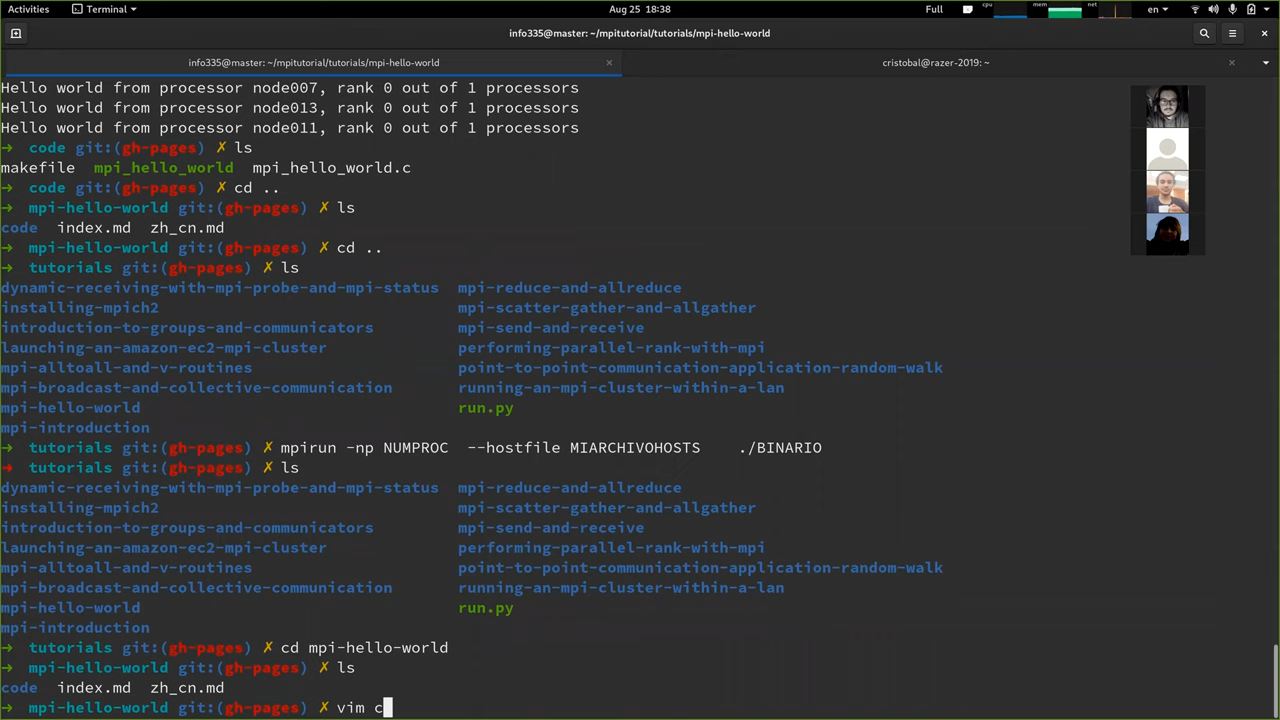 Activities Terminal Aug 25 18:38 Full cpu mem net en
info335@master: ~/mpitutorial/tutorials/mpi-hello-world
info335@master: ~/mpitutorial/tutorials/mpi-hello-world × cristobal@razer-2019: ~ ×
Hello world from processor node007, rank 0 out of 1 processors
Hello world from processor node013, rank 0 out of 1 processors
Hello world from processor node011, rank 0 out of 1 processors
→ code git:(gh-pages) ✗ ls
makefile mpi_hello_world mpi_hello_world.c
→ code git:(gh-pages) ✗ cd ..
→ mpi-hello-world git:(gh-pages) ✗ ls
code index.md zh_cn.md
→ mpi-hello-world git:(gh-pages) ✗ cd ..
→ tutorials git:(gh-pages) ✗ ls
dynamic-receiving-with-mpi-probe-and-mpi-status mpi-reduce-and-allreduce
installing-mpich2 mpi-scatter-gather-and-allgather
introduction-to-groups-and-communicators mpi-send-and-receive
launching-an-amazon-ec2-mpi-cluster performing-parallel-rank-with-mpi
mpi-alltoall-and-v-routines point-to-point-communication-application-random-walk
mpi-broadcast-and-collective-communication running-an-mpi-cluster-within-a-lan
mpi-hello-world run.py
mpi-introduction
→ tutorials git:(gh-pages) ✗ mpirun -np NUMPROC --hostfile MIARCHIVOHOSTS ./BINARIO
→ tutorials git:(gh-pages) ✗ ls
dynamic-receiving-with-mpi-probe-and-mpi-status mpi-reduce-and-allreduce
installing-mpich2 mpi-scatter-gather-and-allgather
introduction-to-groups-and-communicators mpi-send-and-receive
launching-an-amazon-ec2-mpi-cluster performing-parallel-rank-with-mpi
mpi-alltoall-and-v-routines point-to-point-communication-application-random-walk
mpi-broadcast-and-collective-communication running-an-mpi-cluster-within-a-lan
mpi-hello-world run.py
mpi-introduction
→ tutorials git:(gh-pages) ✗ cd mpi-hello-world
→ mpi-hello-world git:(gh-pages) ✗ ls
code index.md zh_cn.md
→ mpi-hello-world git:(gh-pages) ✗ vim c